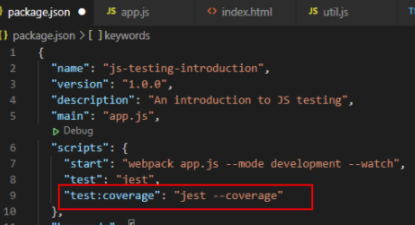 package.json ● app.js index.html util.js
package.json > [ ] keywords
1 {
2 "name": "js-testing-introduction",
3 "version": "1.0.0",
4 "description": "An introduction to JS testing",
5 "main": "app.js",
Debug
6 "scripts": {
7 "start": "webpack app.js --mode development --watch",
8 "test": "jest",
9 "test:coverage": "jest --coverage"
10 },